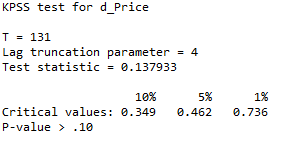 KPSS test for d_Price
T = 131
Lag truncation parameter = 4
Test statistic = 0.137933
10% 5% 1%
Critical values: 0.349 0.462 0.736
P-value > .10